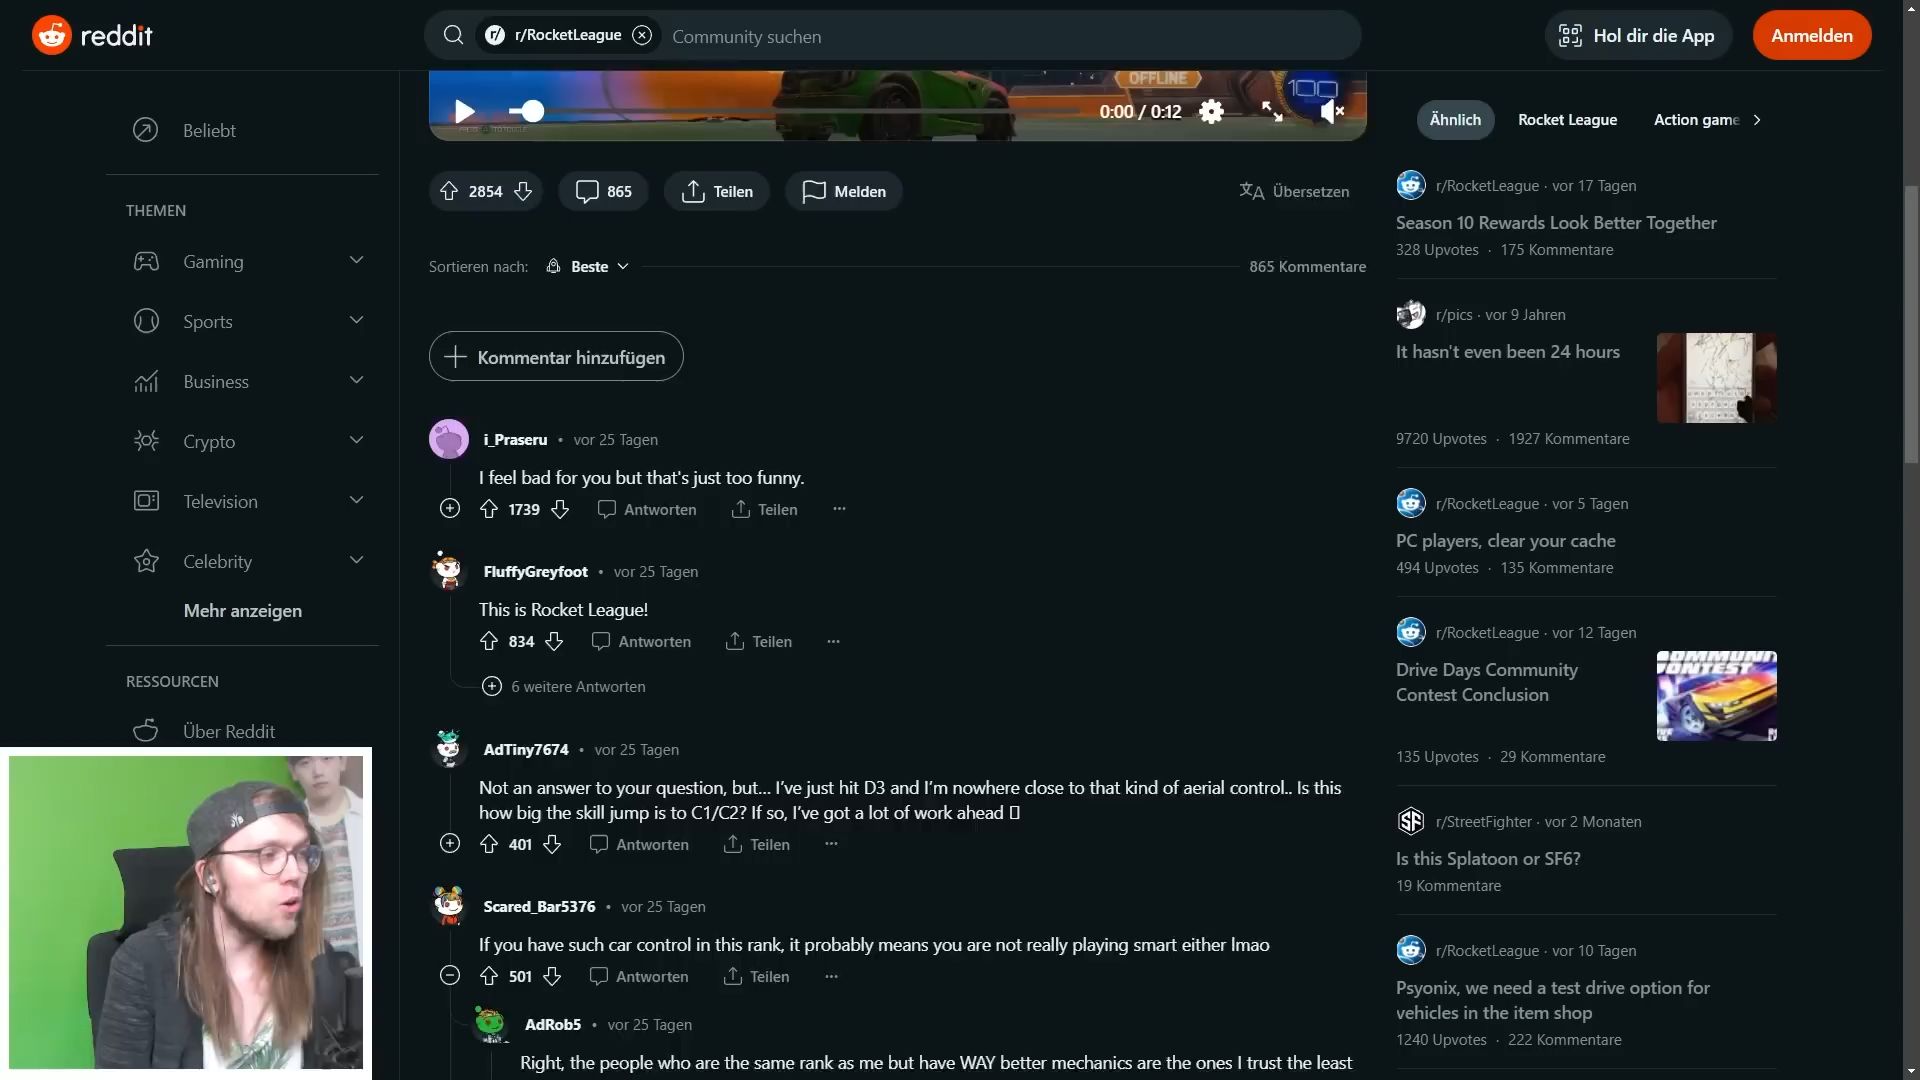 reddit
r/RocketLeague
Community suchen
Hol dir die App
Anmelden
Beliebt
THEMEN
Gaming
Sports
Business
Crypto
Television
Celebrity
Mehr anzeigen
RESSOURCEN
Über Reddit
OFFLINE
100
0:00 / 0:12
2854
865
Teilen
Melden
Übersetzen
Sortieren nach:
Beste
865 Kommentare
Kommentar hinzufügen
i_Praseru • vor 25 Tagen
I feel bad for you but that's just too funny.
1739 Antworten Teilen
FluffyGreyfoot • vor 25 Tagen
This is Rocket League!
834 Antworten Teilen
6 weitere Antworten
AdTiny7674 • vor 25 Tagen
Not an answer to your question, but... I've just hit D3 and I'm nowhere close to that kind of aerial control.. Is this
how big the skill jump is to C1/C2? If so, I've got a lot of work ahead
401 Antworten Teilen
Scared_Bar5376 • vor 25 Tagen
If you have such car control in this rank, it probably means you are not really playing smart either lmao
501 Antworten Teilen
AdRob5 • vor 25 Tagen
Right, the people who are the same rank as me but have WAY better mechanics are the ones I trust the least
Ähnlich
Rocket League
Action game
r/RocketLeague · vor 17 Tagen
Season 10 Rewards Look Better Together
328 Upvotes · 175 Kommentare
r/pics · vor 9 Jahren
It hasn't even been 24 hours
9720 Upvotes · 1927 Kommentare
r/RocketLeague · vor 5 Tagen
PC players, clear your cache
494 Upvotes · 135 Kommentare
r/RocketLeague · vor 12 Tagen
Drive Days Community
Contest Conclusion
135 Upvotes · 29 Kommentare
SF
r/StreetFighter · vor 2 Monaten
Is this Splatoon or SF6?
19 Kommentare
r/RocketLeague · vor 10 Tagen
Psyonix, we need a test drive option for
vehicles in the item shop
1240 Upvotes · 222 Kommentare